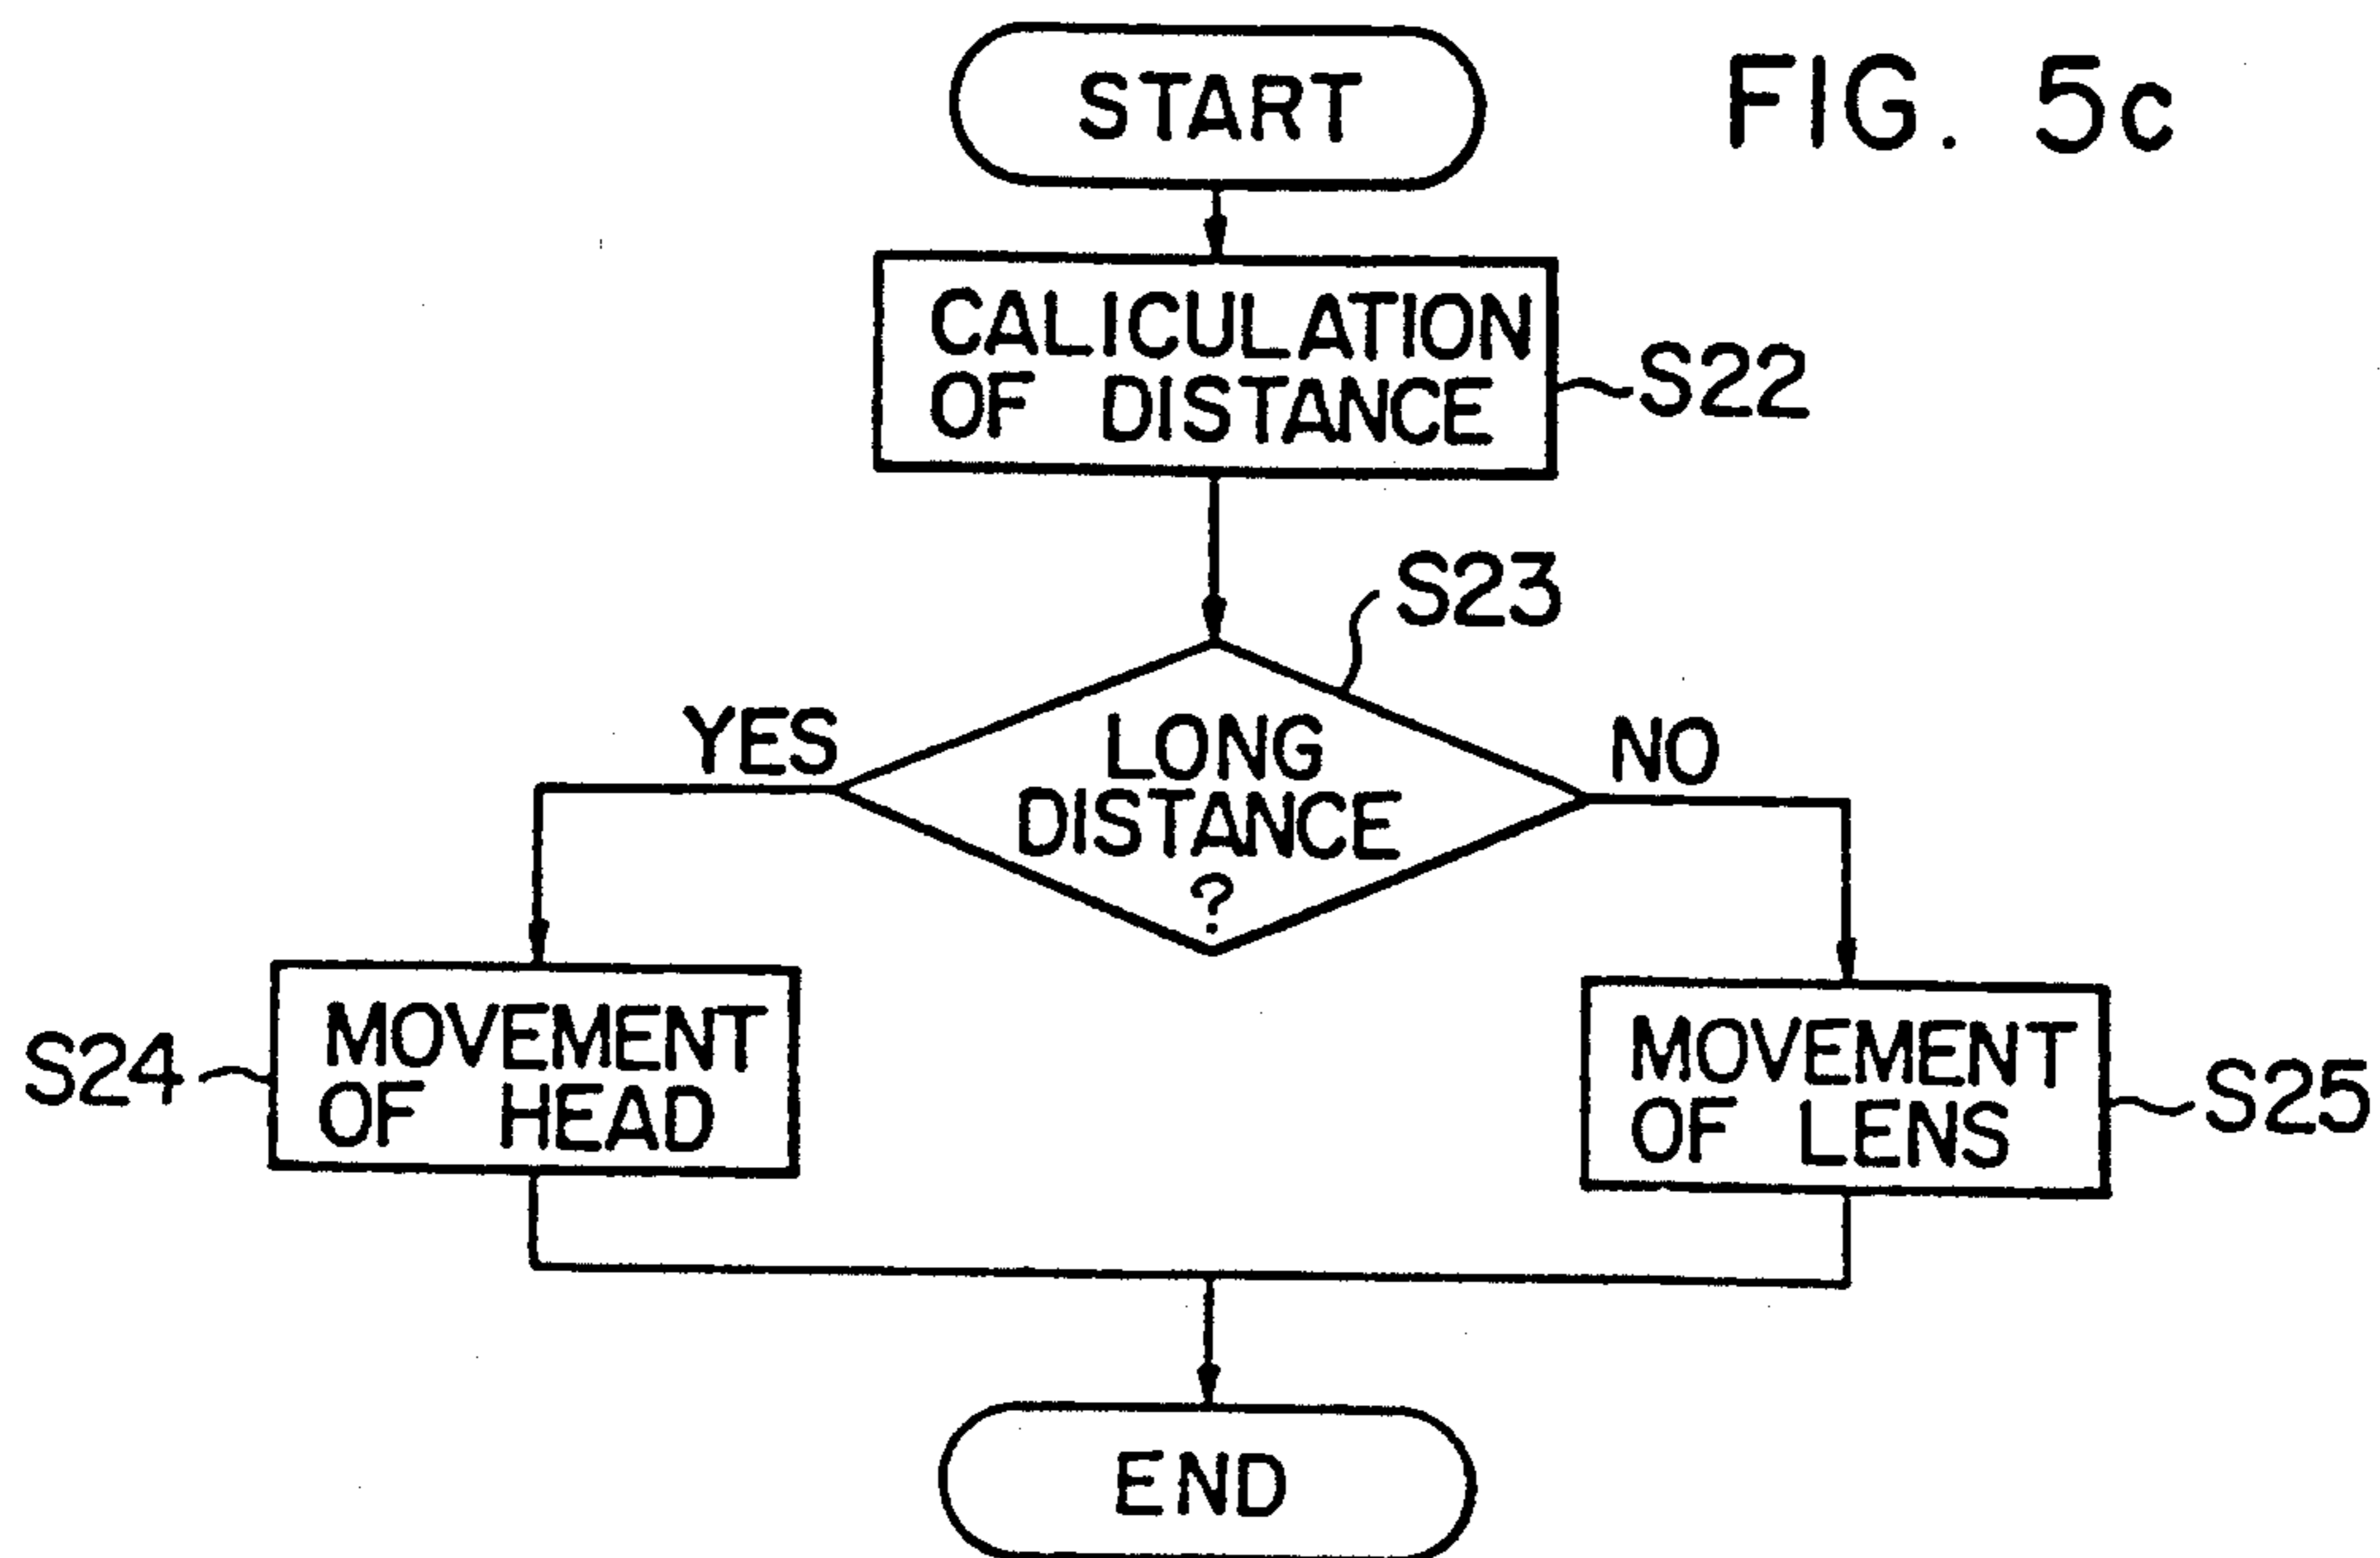 START
FIG. 5c
CALICULATION
OF DISTANCE
S22
S23
YES
LONG
DISTANCE
?
NO
S24
MOVEMENT
OF HEAD
MOVEMENT
OF LENS
S25
END